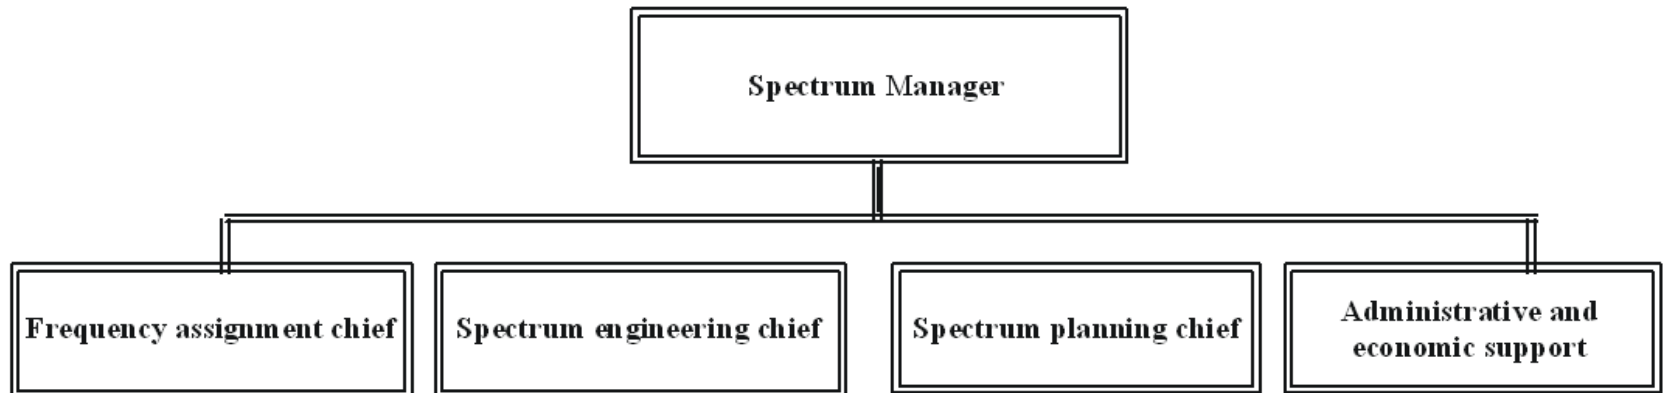 Spectrum Manager
Frequency assignment chief
Spectrum engineering chief
Spectrum planning chief
Administrative and
economic support